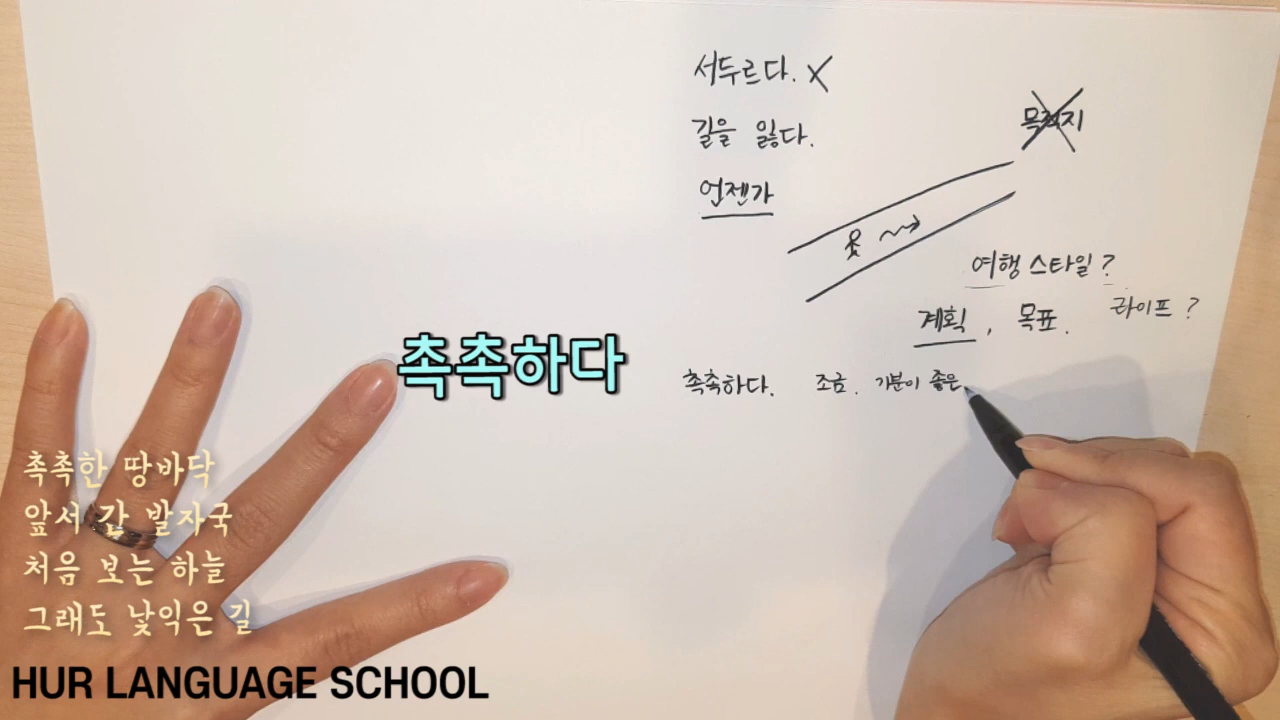 서두르다. X
길을 잃다.
언젠가
목적지
여행 스타일?
계획, 목표. 라이프?
촉촉하다
촉촉하다. 조금. 기분이 좋은
촉촉한 땅바닥
앞서 간 발자국
처음 보는 하늘
그래도 낯익은 길
HUR LANGUAGE SCHOOL